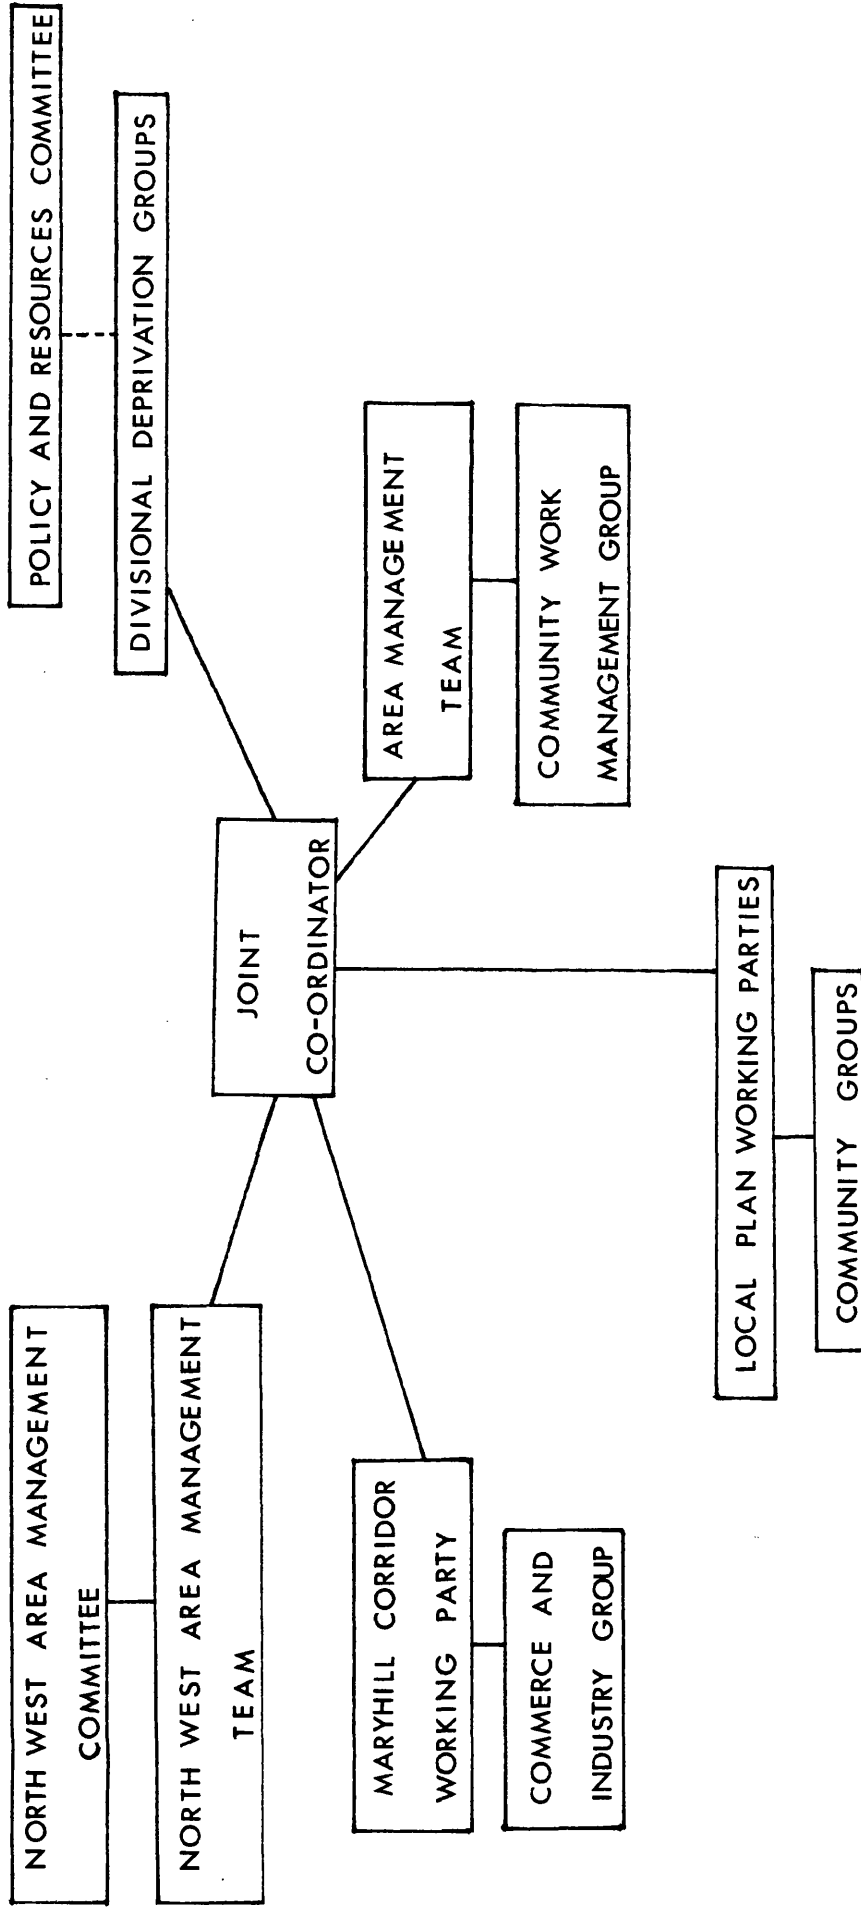 NORTH WEST AREA MANAGEMENT
COMMITTEE
NORTH WEST AREA MANAGEMENT
TEAM
POLICY AND RESOURCES COMMITTEE
DIVISIONAL DEPRIVATION GROUPS
JOINT
CO-ORDINATOR
MARYHILL CORRIDOR
WORKING PARTY
COMMERCE AND
INDUSTRY GROUP
AREA MANAGEMENT
TEAM
COMMUNITY WORK
MANAGEMENT GROUP
LOCAL PLAN WORKING PARTIES
COMMUNITY GROUPS